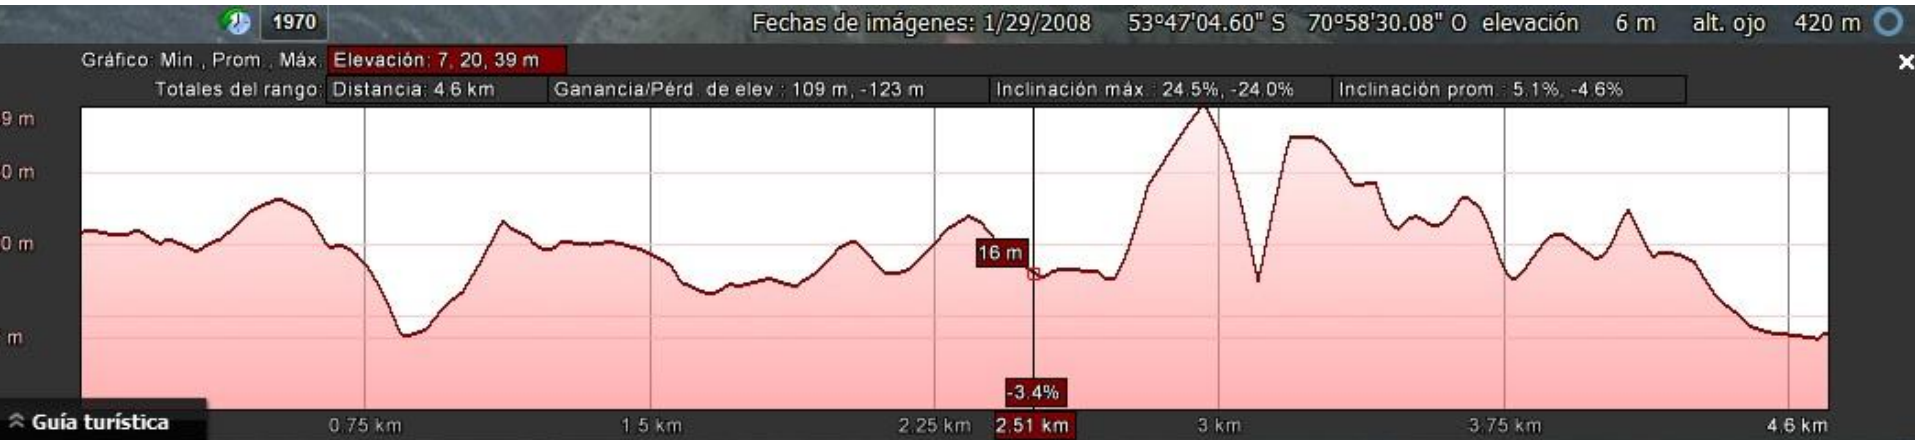 1970 Fechas de imágenes: 1/29/2008 53°47'04.60" S 70°58'30.08" O elevación 6 m alt. ojo 420 m
Gráfico: Mín., Prom., Máx. Elevación: 7, 20, 39 m
Totales del rango: Distancia: 4.6 km Ganancia/Pérd. de elev.: 109 m, -123 m Inclinación máx.: 24.5%, -24.0% Inclinación prom.: 5.1%, -4.6%
9 m
0 m
0 m
16 m
m
-3.4%
Guía turística
0.75 km 1.5 km 2.25 km 2.51 km 3 km 3.75 km 4.6 km